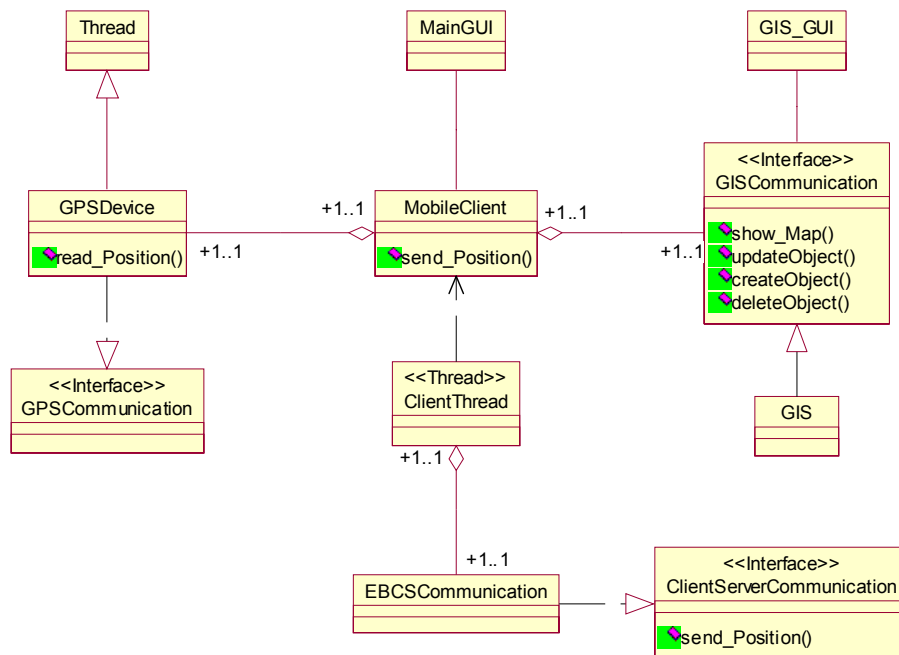 Thread
MainGUI
GIS_GUI
<<Interface>>
GISCommunication
show_Map()
updateObject()
createObject()
deleteObject()
GPSDevice
read_Position()
+1..1
+1..1
MobileClient
send_Position()
+1..1
+1..1
<<Interface>>
GPSCommunication
<<Thread>>
ClientThread
+1..1
GIS
+1..1
EBCSCommunication
<<Interface>>
ClientServerCommunication
send_Position()